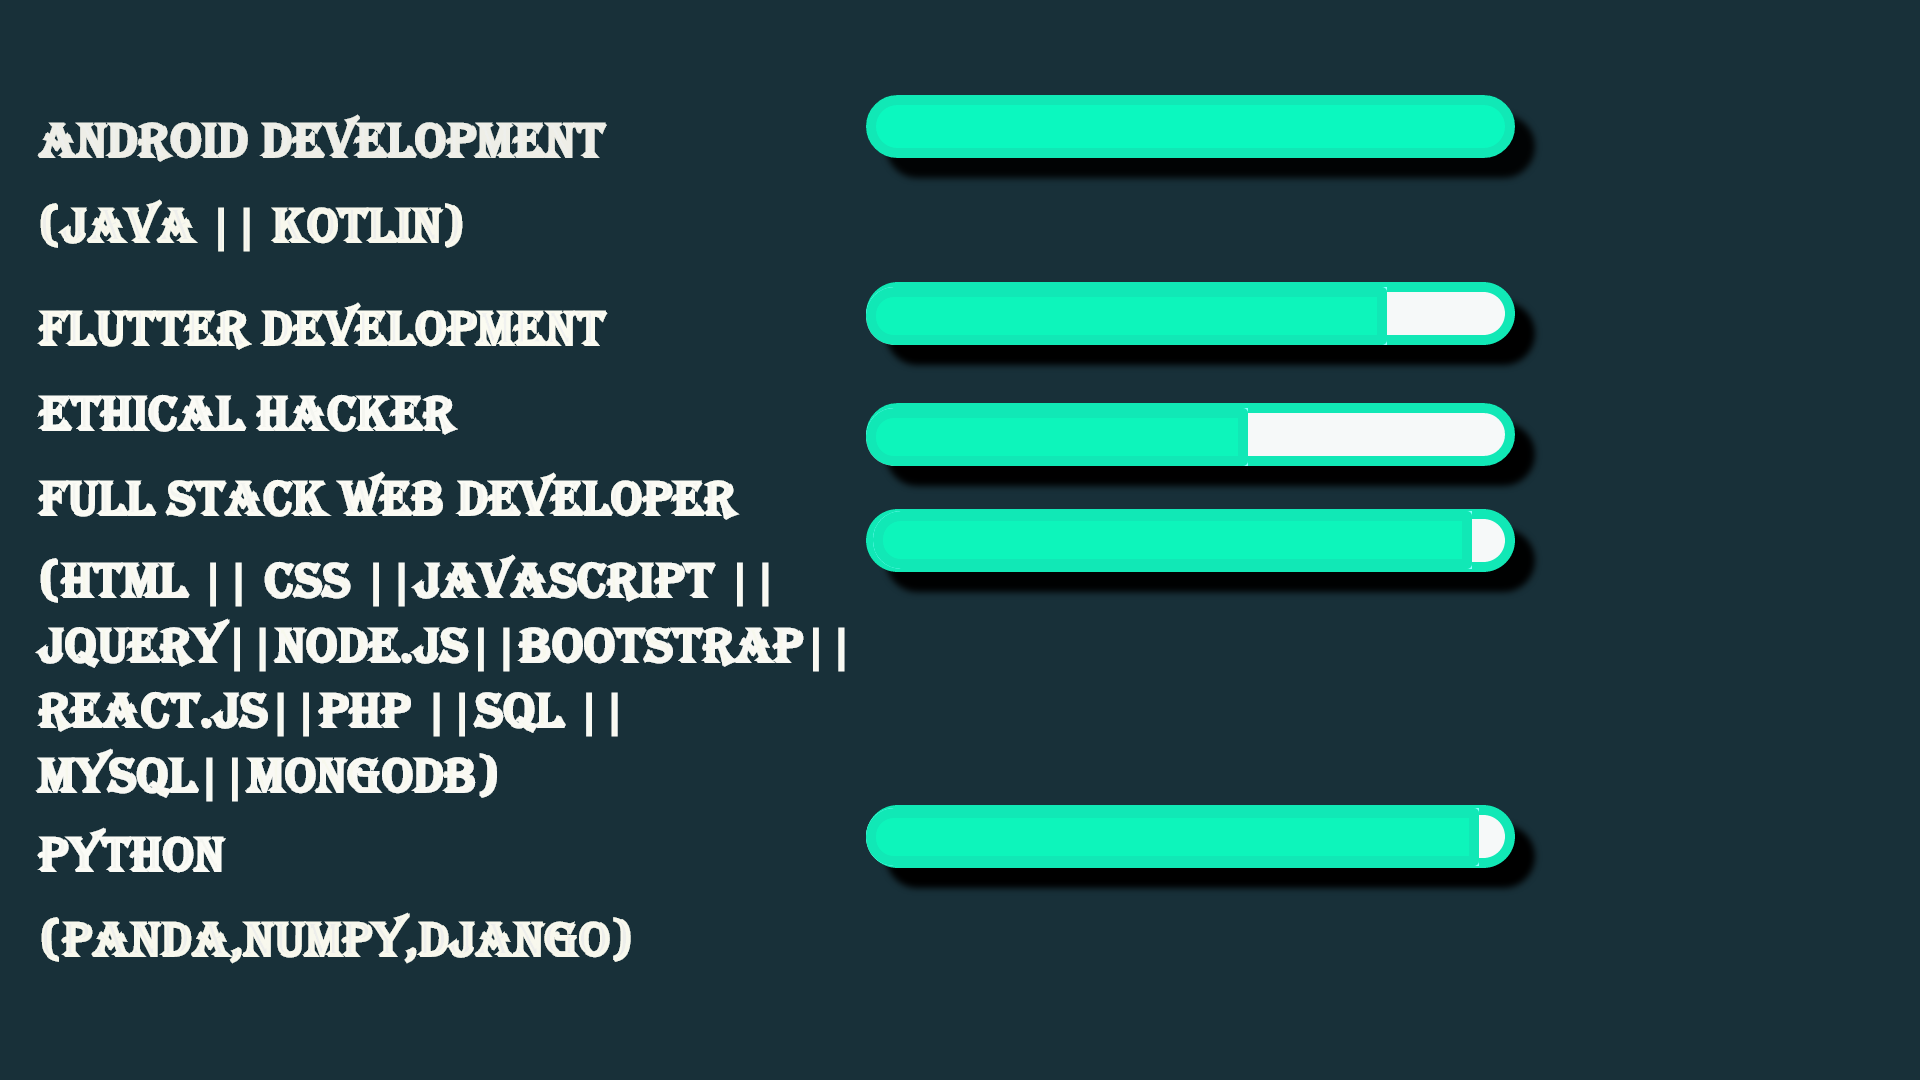 ANDROID DEVELOPMENT
(JAVA || KOTLIN)
FLUTTER DEVELOPMENT
ETHICAL HACKER
FULL STACK WEB DEVELOPER
(HTML || CSS ||JAVASCRIPT ||
JQUERY||NODE.JS||BOOTSTRAP||
REACT.JS||PHP ||SQL ||
MYSQL||MONGODB)
PYTHON
(PANDA,NUMPY,DJANGO)